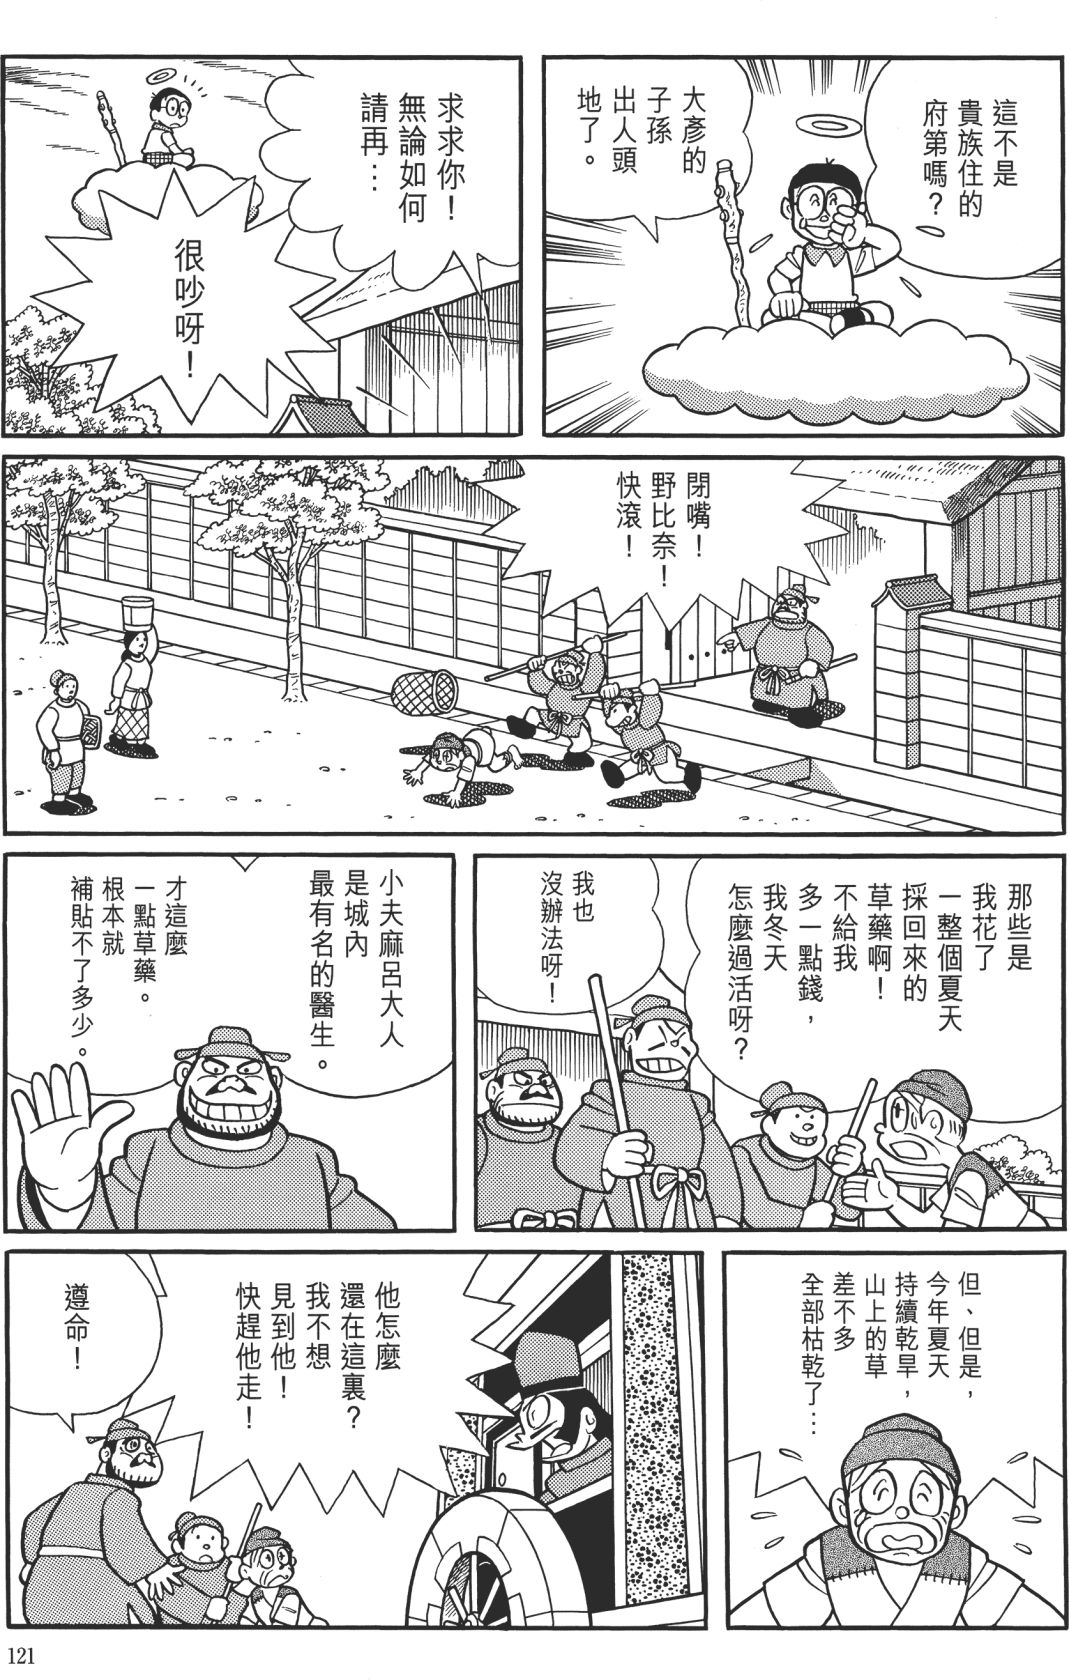 這不是
貴族住的
府第嗎？
大彥的
子孫
出人頭
地了。
求求你！
無論如何
請再…
很吵呀！
閉嘴！
野比奈！
快滾！
那些是
我花了
一整個夏天
採回來的
草藥啊！
不給我
多一點錢，
我冬天
怎麼過活呀？
我也
沒辦法呀！
小夫麻呂大人
是城內
最有名的醫生。
才這麼
一點草藥。
根本就
補貼不了多少。
但、但是，
今年夏天
持續乾旱，
山上的草
差不多
全部枯乾了…
他怎麼
還在這裏？
我不想
見到他！
快趕他走！
遵命！
121